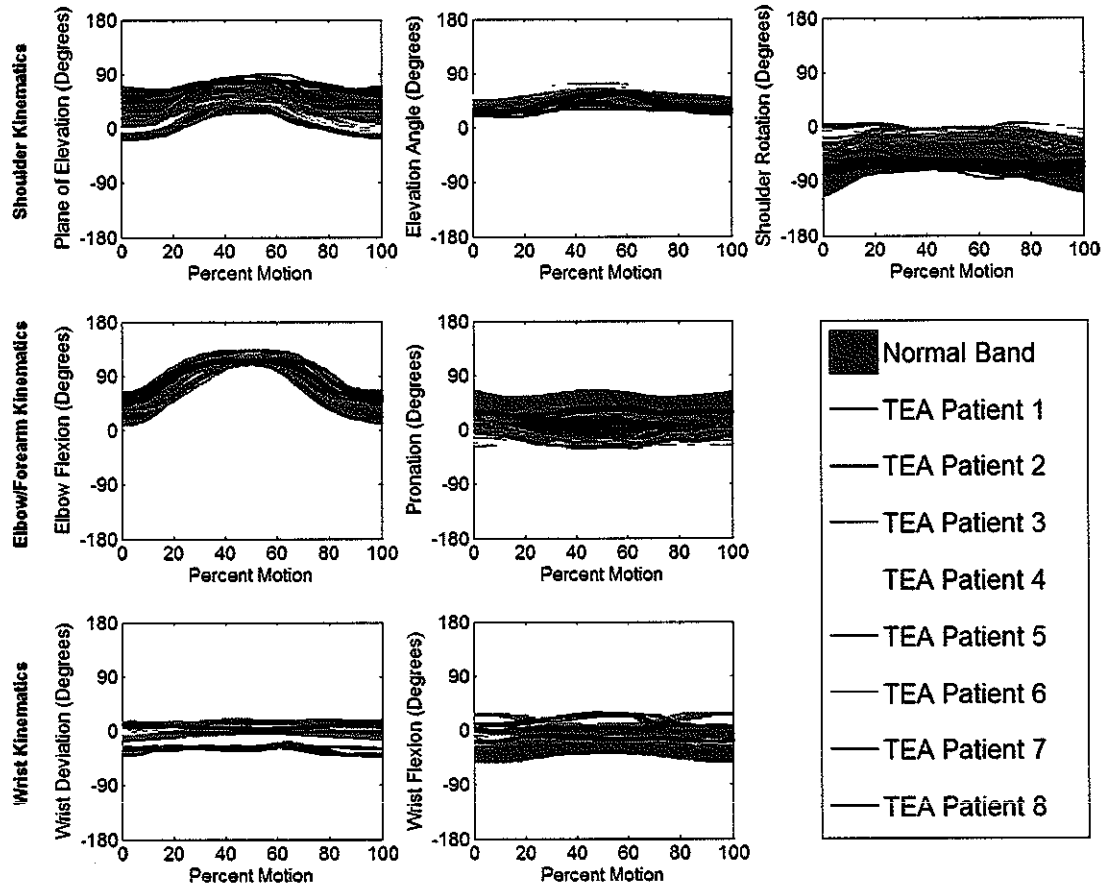 Shoulder Kinematics
Plane of Elevation (Degrees)
180
90
0
-90
-180
0 20 40 60 80 100
Percent Motion
Elevation Angle (Degrees)
180
90
0
-90
-180
0 20 40 60 80 100
Percent Motion
Shoulder Rotation (Degrees)
180
90
0
-90
-180
0 20 40 60 80 100
Percent Motion
Elbow/Forearm Kinematics
Elbow Flexion (Degrees)
180
90
0
-90
-180
0 20 40 60 80 100
Percent Motion
Pronation (Degrees)
180
90
0
-90
-180
0 20 40 60 80 100
Percent Motion
Normal Band
TEA Patient 1
TEA Patient 2
TEA Patient 3
TEA Patient 4
TEA Patient 5
TEA Patient 6
TEA Patient 7
TEA Patient 8
Wrist Kinematics
Wrist Deviation (Degrees)
180
90
0
-90
-180
0 20 40 60 80 100
Percent Motion
Wrist Flexion (Degrees)
180
90
0
-90
-180
0 20 40 60 80 100
Percent Motion